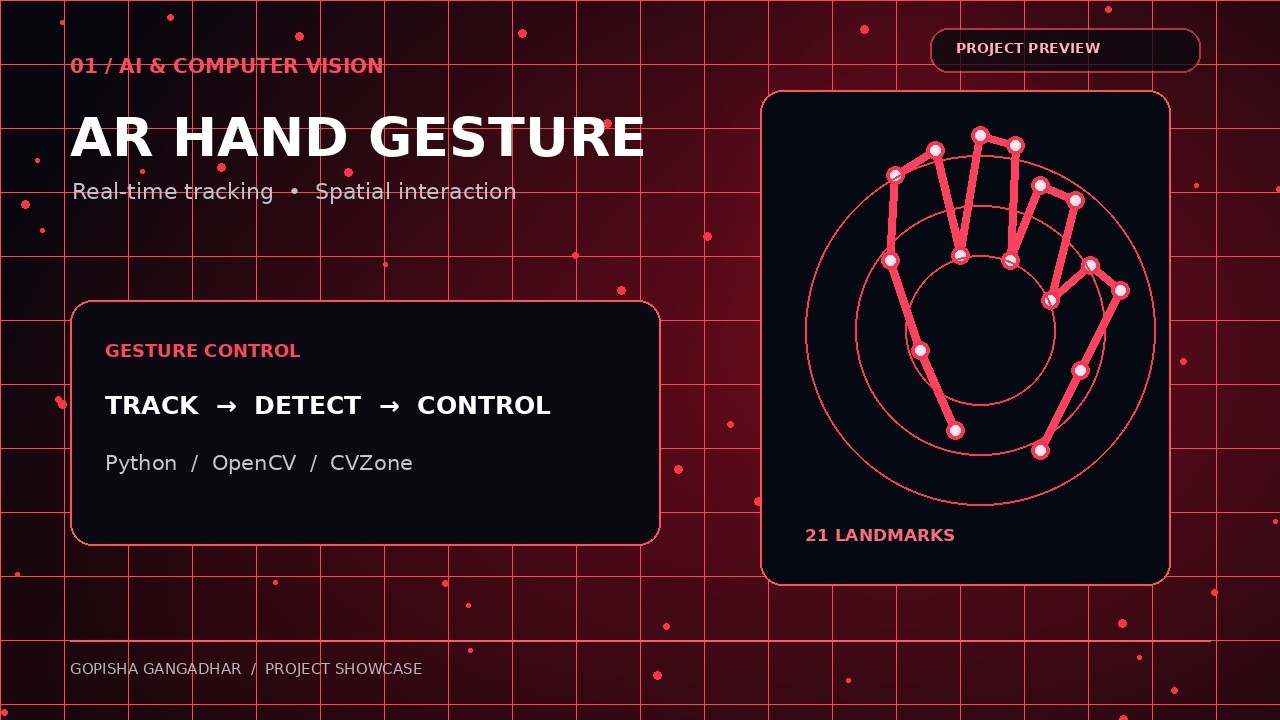 01 / AI & COMPUTER VISION
PROJECT PREVIEW
AR HAND GESTURE
Real-time tracking • Spatial interaction
GESTURE CONTROL
TRACK → DETECT → CONTROL
Python / OpenCV / CVZone
21 LANDMARKS
GOPISHA GANGADHAR / PROJECT SHOWCASE